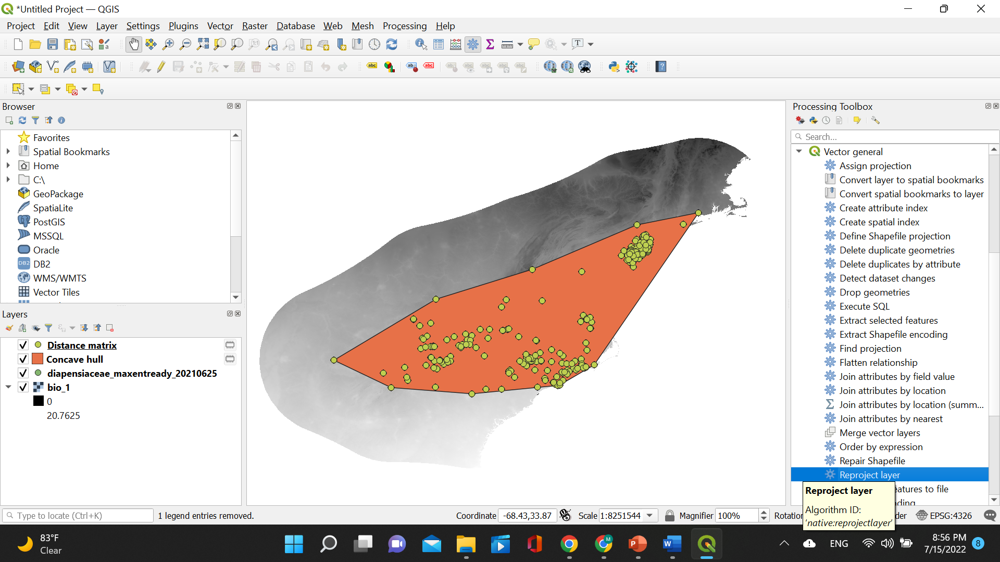 *Untitled Project — QGIS
Project Edit View Layer Settings Plugins Vector Raster Database Web Mesh Processing Help
Browser
Favorites
Spatial Bookmarks
Home
C:\
GeoPackage
SpatiaLite
PostGIS
MSSQL
Oracle
DB2
WMS/WMTS
Vector Tiles
Layers
Distance matrix
Concave hull
diapensiaceae_maxentready_20210625
bio_1
0
20.7625
Processing Toolbox
Search...
Vector general
Assign projection
Convert layer to spatial bookmarks
Convert spatial bookmarks to layer
Create attribute index
Create spatial index
Define Shapefile projection
Delete duplicate geometries
Delete duplicates by attribute
Detect dataset changes
Drop geometries
Execute SQL
Extract selected features
Extract Shapefile encoding
Find projection
Flatten relationship
Join attributes by field value
Join attributes by location
Join attributes by location (summ...
Join attributes by nearest
Merge vector layers
Order by expression
Repair Shapefile
Reproject layer
eatures to file
Reproject layer
Algorithm ID:
'native:reprojectlayer'
Type to locate (Ctrl+K) 1 legend entries removed. Coordinate -68.43,33.87 Scale 1:8251544 Magnifier 100% Rotation EPSG:4326
83°F
Clear
ENG
8:56 PM
7/15/2022
8